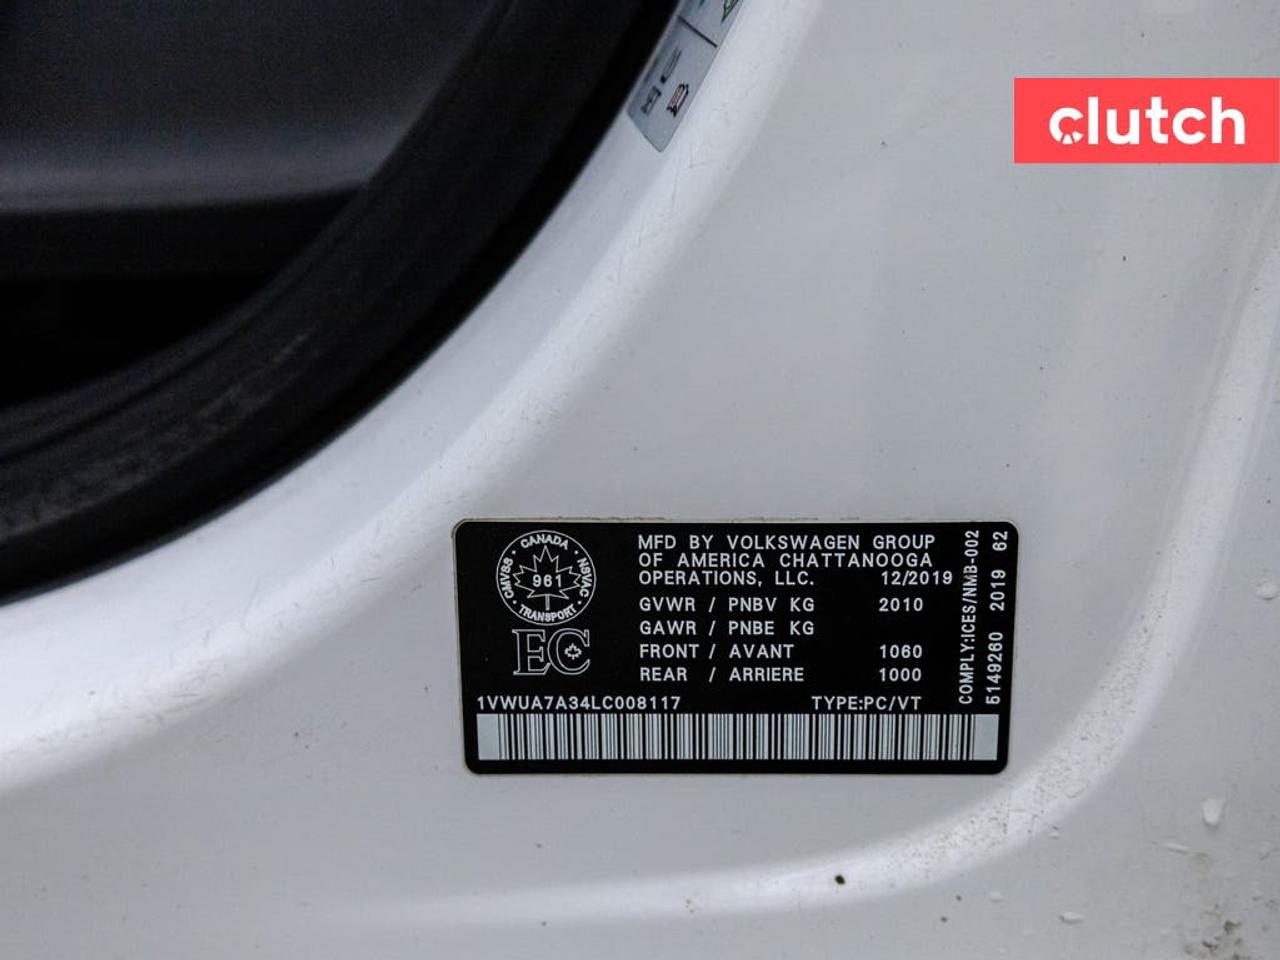 clutch
CANADA
CMVSS
NSVAC
961
TRANSPORT
EC
MFD BY VOLKSWAGEN GROUP
OF AMERICA CHATTANOOGA
OPERATIONS, LLC. 12/2019
GVWR / PNBV KG 2010
GAWR / PNBE KG
FRONT / AVANT 1060
REAR / ARRIERE 1000
1VWUA7A34LC008117 TYPE:PC/VT
COMPLY:ICES/NMB-002
5149260 2019 62